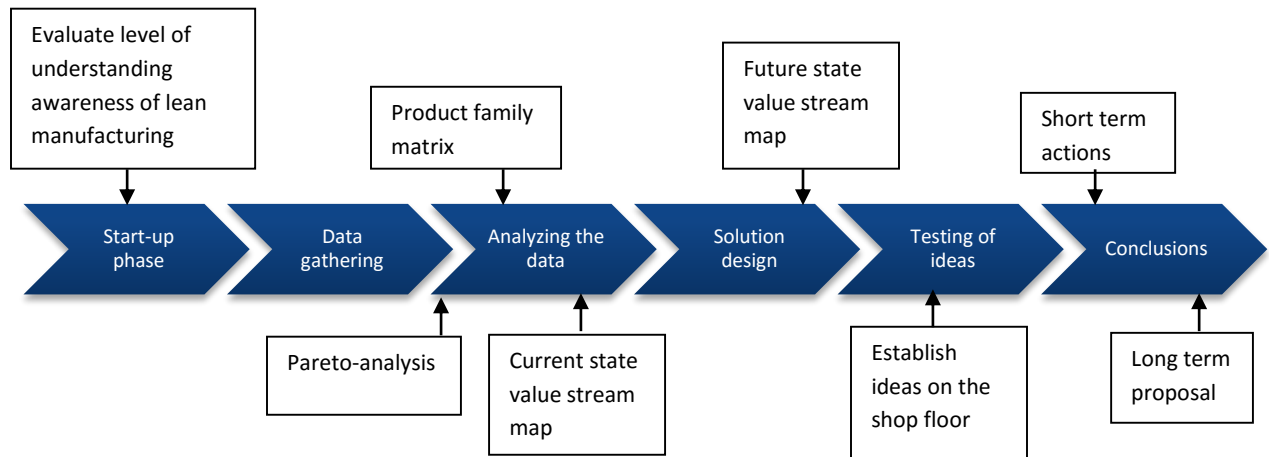 Evaluate level of
understanding
awareness of lean
manufacturing
Product family
matrix
Future state
value stream
map
Short term
actions
Start-up
phase
Data
gathering
Analyzing the
data
Solution
design
Testing of
ideas
Conclusions
Pareto-analysis
Current state
value stream
map
Establish
ideas on the
shop floor
Long term
proposal